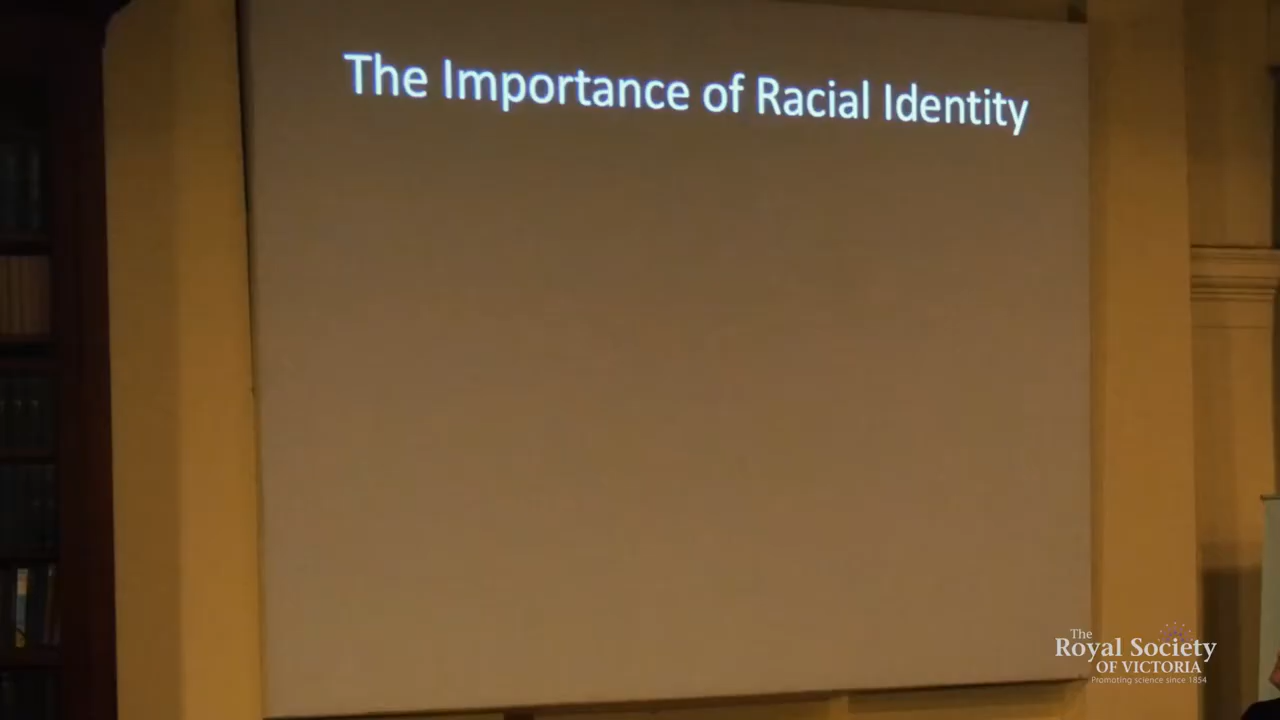 The Importance of Racial Identity
The
Royal Society
OF VICTORIA
Promoting science since 1854